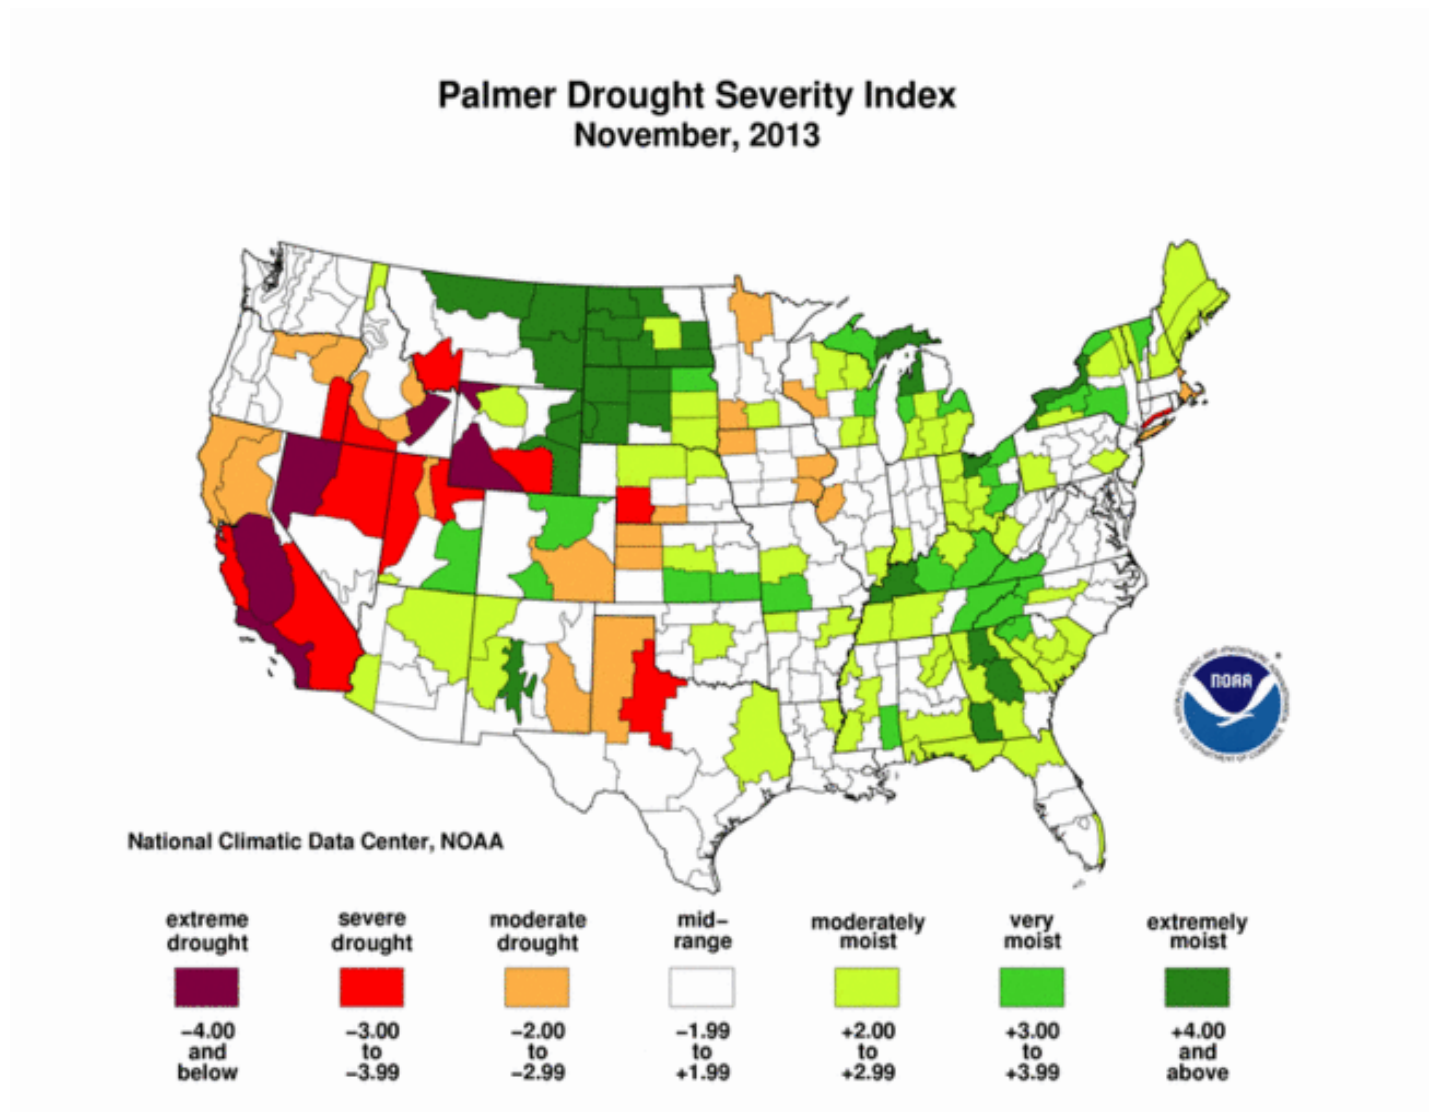 Palmer Drought Severity Index
November, 2013
NOAA
National Climatic Data Center, NOAA
extreme
drought
severe
drought
moderate
drought
mid–
range
moderately
moist
very
moist
extremely
moist
−4.00
and
below
−3.00
to
−3.99
−2.00
to
−2.99
−1.99
to
+1.99
+2.00
to
+2.99
+3.00
to
+3.99
+4.00
and
above